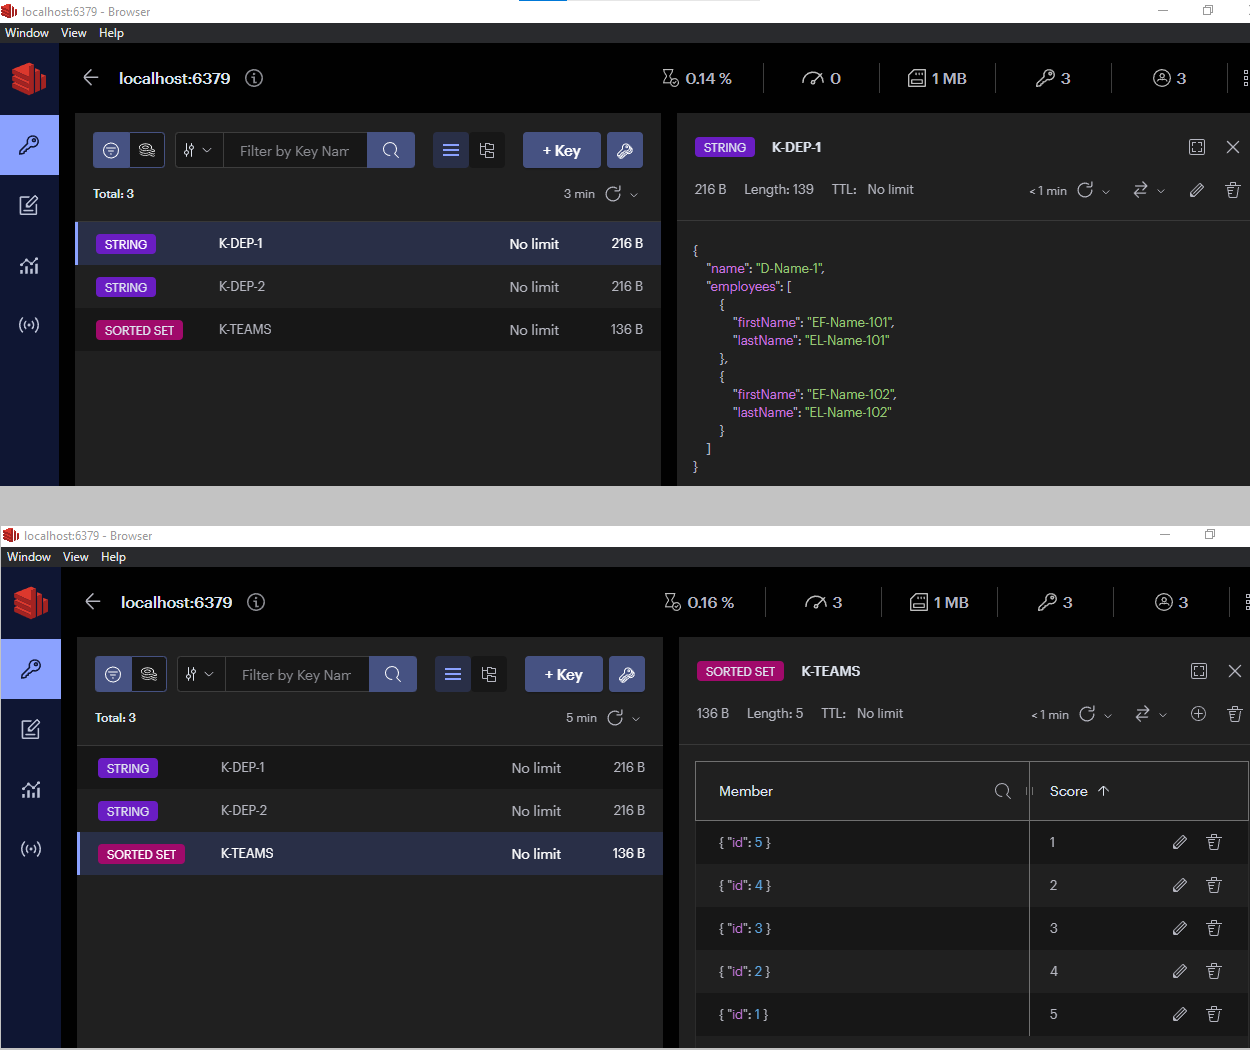 localhost:6379 - Browser
Window View Help
localhost:6379 0.14 % 0 1 MB 3 3
Filter by Key Nam + Key
Total: 3 3 min
STRING K-DEP-1 No limit 216 B
STRING K-DEP-2 No limit 216 B
SORTED SET K-TEAMS No limit 136 B
STRING K-DEP-1
216 B Length: 139 TTL: No limit < 1 min
{
"name": "D-Name-1",
"employees": [
{
"firstName": "EF-Name-101",
"lastName": "EL-Name-101"
},
{
"firstName": "EF-Name-102",
"lastName": "EL-Name-102"
}
]
}
localhost:6379 - Browser
Window View Help
localhost:6379 0.16 % 3 1 MB 3 3
Filter by Key Nam + Key
Total: 3 5 min
STRING K-DEP-1 No limit 216 B
STRING K-DEP-2 No limit 216 B
SORTED SET K-TEAMS No limit 136 B
SORTED SET K-TEAMS
136 B Length: 5 TTL: No limit < 1 min
Member Score
{ "id": 5 } 1
{ "id": 4 } 2
{ "id": 3 } 3
{ "id": 2 } 4
{ "id": 1 } 5